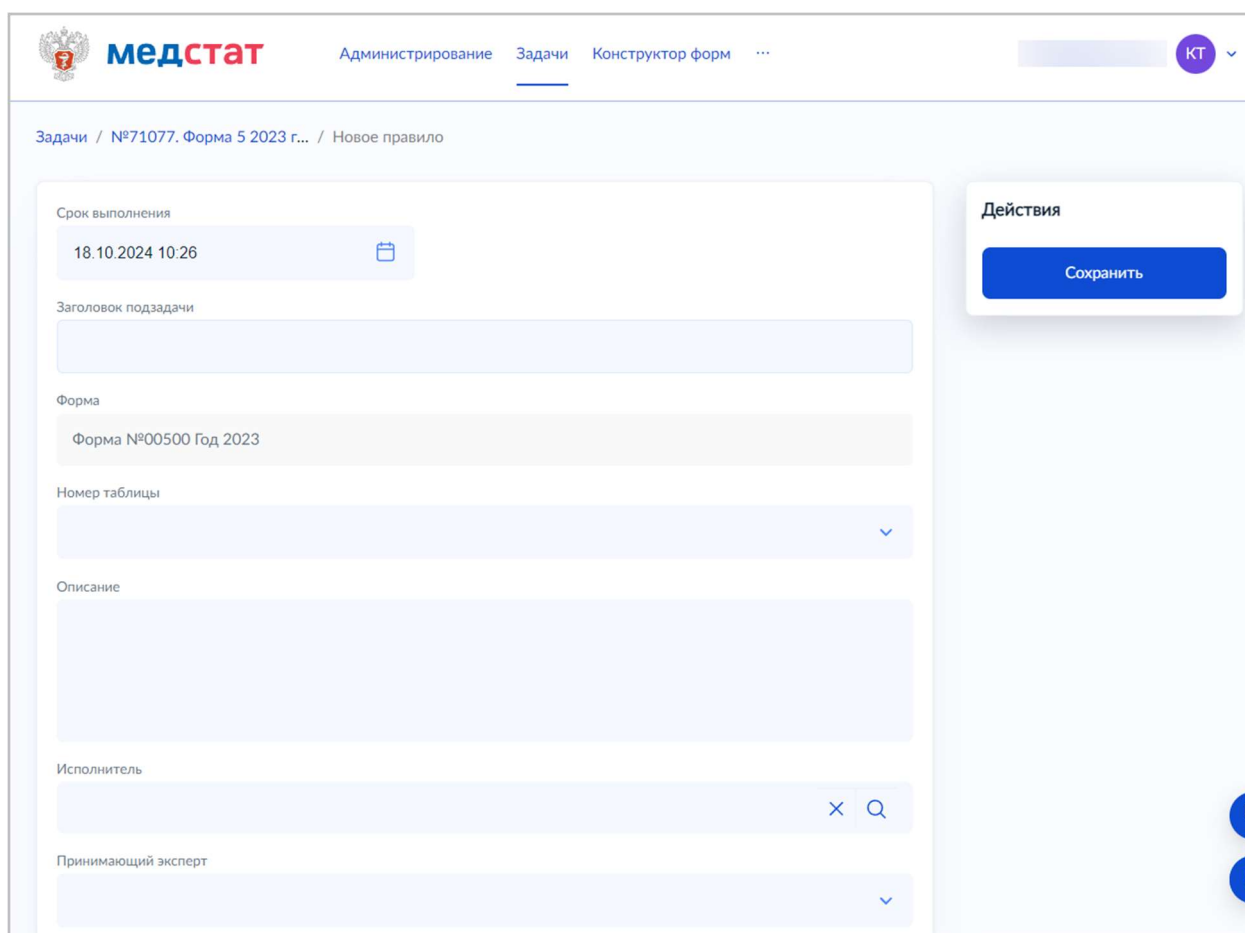 медстат Администрирование Задачи Конструктор форм ··· КТ
Задачи / №71077. Форма 5 2023 г... / Новое правило
Срок выполнения
18.10.2024 10:26
Заголовок подзадачи
Форма
Форма №00500 Год 2023
Номер таблицы
Описание
Исполнитель
Принимающий эксперт
Действия
Сохранить